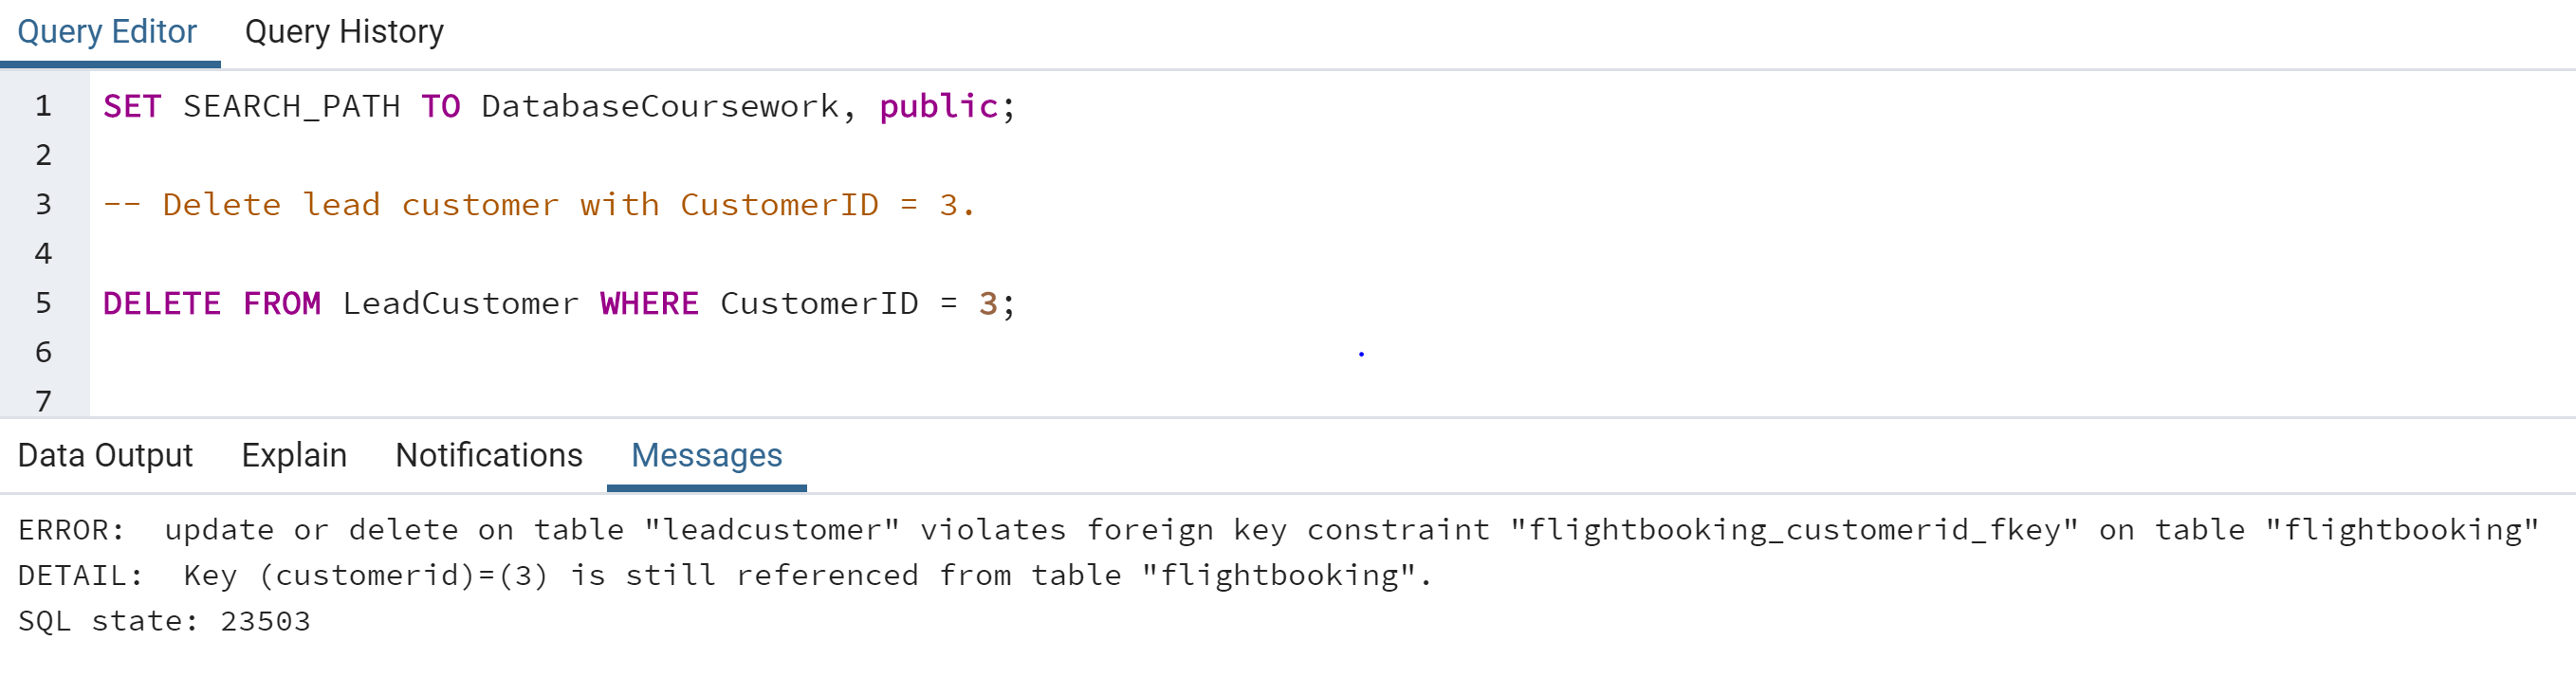 Query Editor Query History
1 SET SEARCH_PATH TO DatabaseCoursework, public;
2
3 -- Delete lead customer with CustomerID = 3.
4
5 DELETE FROM LeadCustomer WHERE CustomerID = 3;
6
7
Data Output Explain Notifications Messages
ERROR:  update or delete on table "leadcustomer" violates foreign key constraint "flightbooking_customerid_fkey" on table "flightbooking"
DETAIL:  Key (customerid)=(3) is still referenced from table "flightbooking".
SQL state: 23503